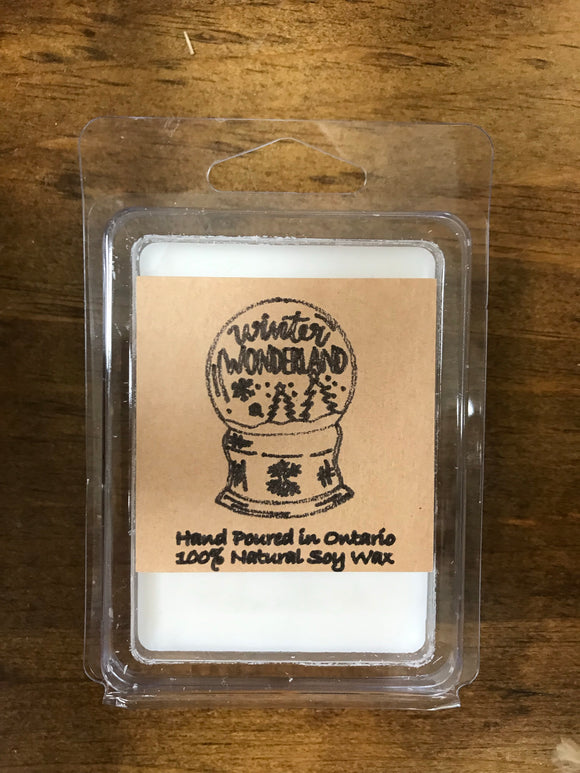 Winter
WONDERLAND
Hand Poured in Ontario
100% Natural Soy Wax